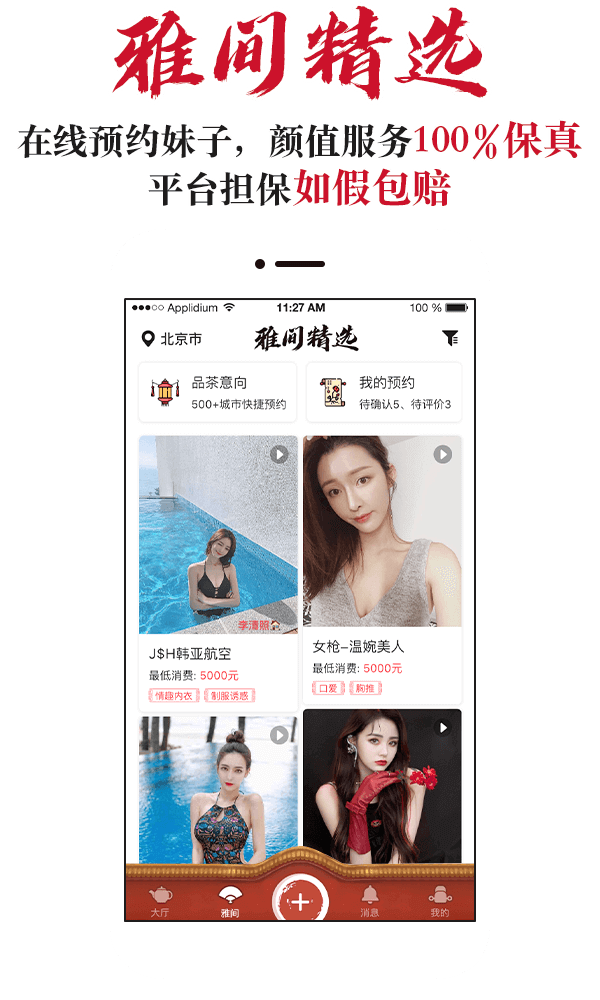 雅间精选
在线预约妹子，颜值服务100%保真
平台担保如假包赔
Applidium 11:27 AM 100 %
北京市 雅间精选
品茶意向 我的预约
500+城市快捷预约 待确认5、待评价3
李清照
J$H韩亚航空
最低消费: 5000元
情趣内衣 制服诱惑
女枪-温婉美人
最低消费: 5000元
口爱 胸推
大厅 雅间 消息 我的